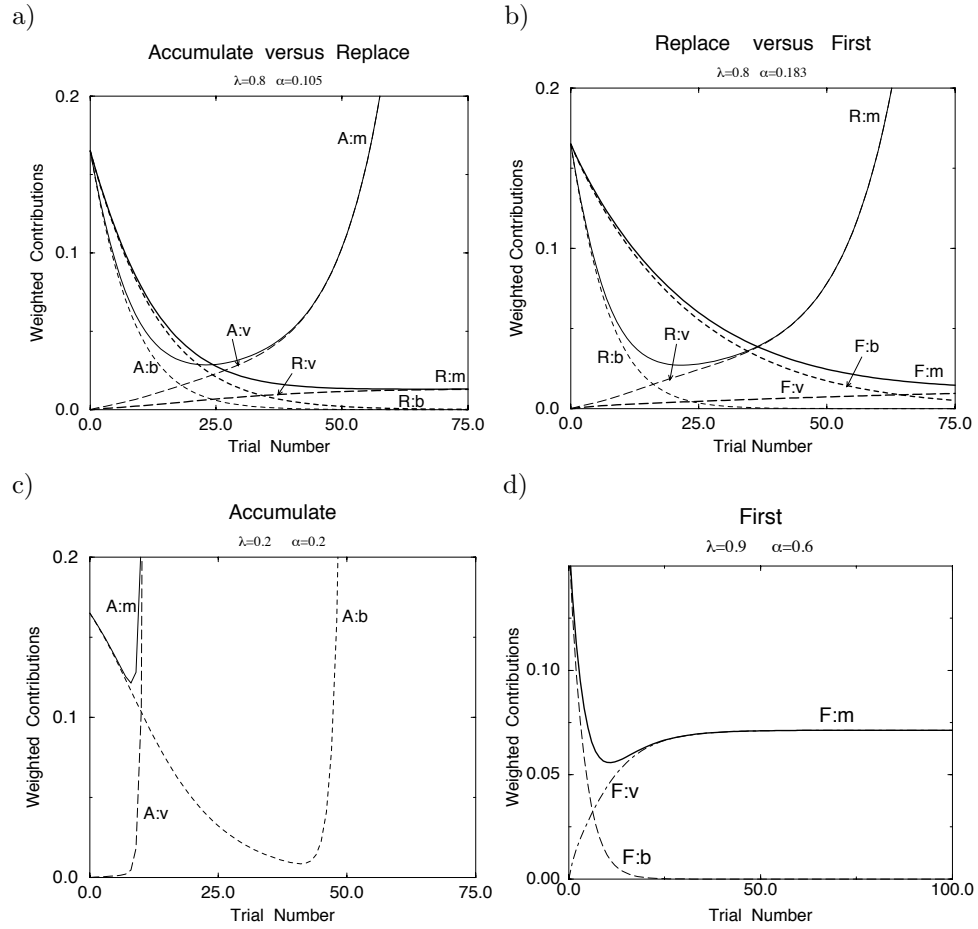 a)
Accumulate versus Replace
λ=0.8 α=0.105
Weighted Contributions
0.2
0.1
0.0
A:m
A:v
A:b
R:v
R:m
R:b
0.0 25.0 50.0 75.0
Trial Number
b)
Replace versus First
λ=0.8 α=0.183
Weighted Contributions
0.2
0.1
0.0
R:m
R:v
R:b
F:b
F:m
F:v
0.0 25.0 50.0 75.0
Trial Number
c)
Accumulate
λ=0.2 α=0.2
Weighted Contributions
0.2
0.1
0.0
A:m
A:b
A:v
0.0 25.0 50.0 75.0
Trial Number
d)
First
λ=0.9 α=0.6
Weighted Contributions
0.10
0.05
0.00
F:m
F:v
F:b
0.0 50.0 100.0
Trial Number